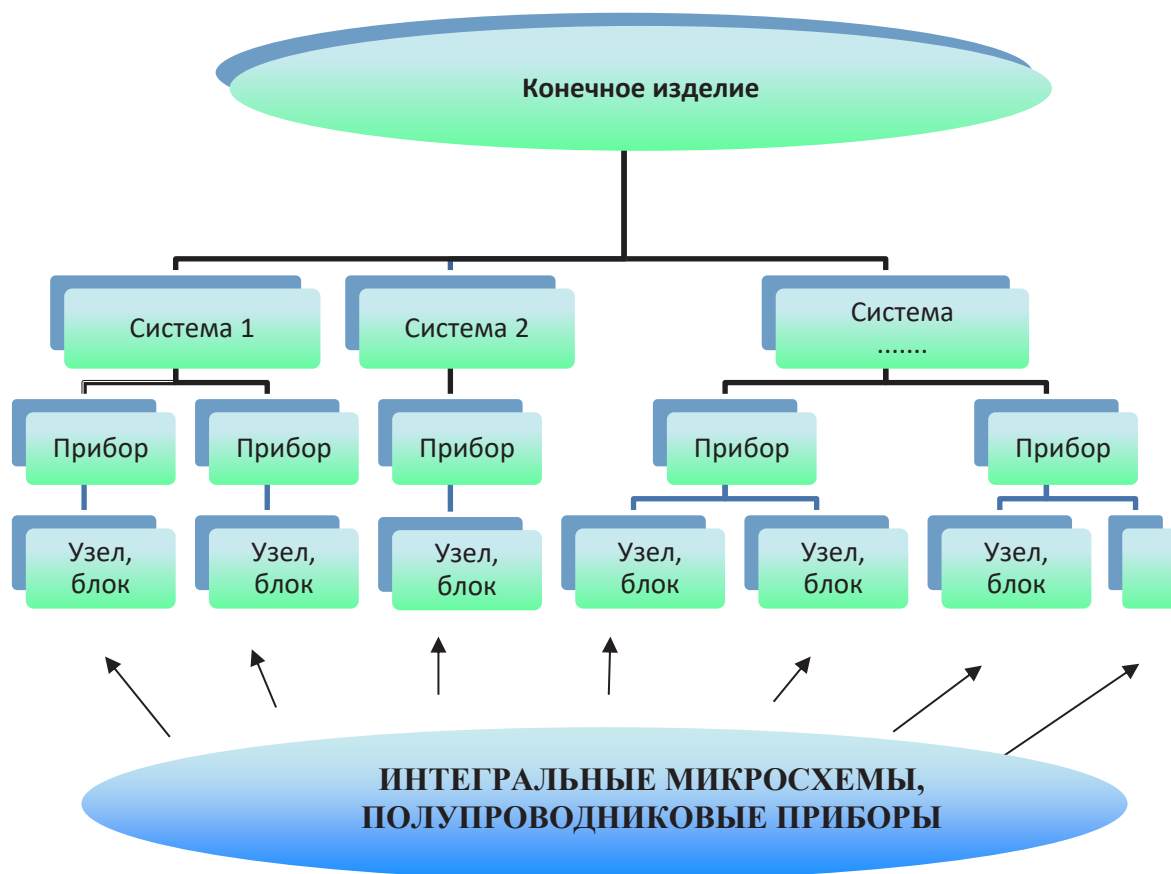 Конечное изделие
Система 1
Система 2
Система
.......
Прибор
Прибор
Прибор
Прибор
Прибор
Узел,
блок
Узел,
блок
Узел,
блок
Узел,
блок
Узел,
блок
Узел,
блок
ИНТЕГРАЛЬНЫЕ МИКРОСХЕМЫ,
ПОЛУПРОВОДНИКОВЫЕ ПРИБОРЫ